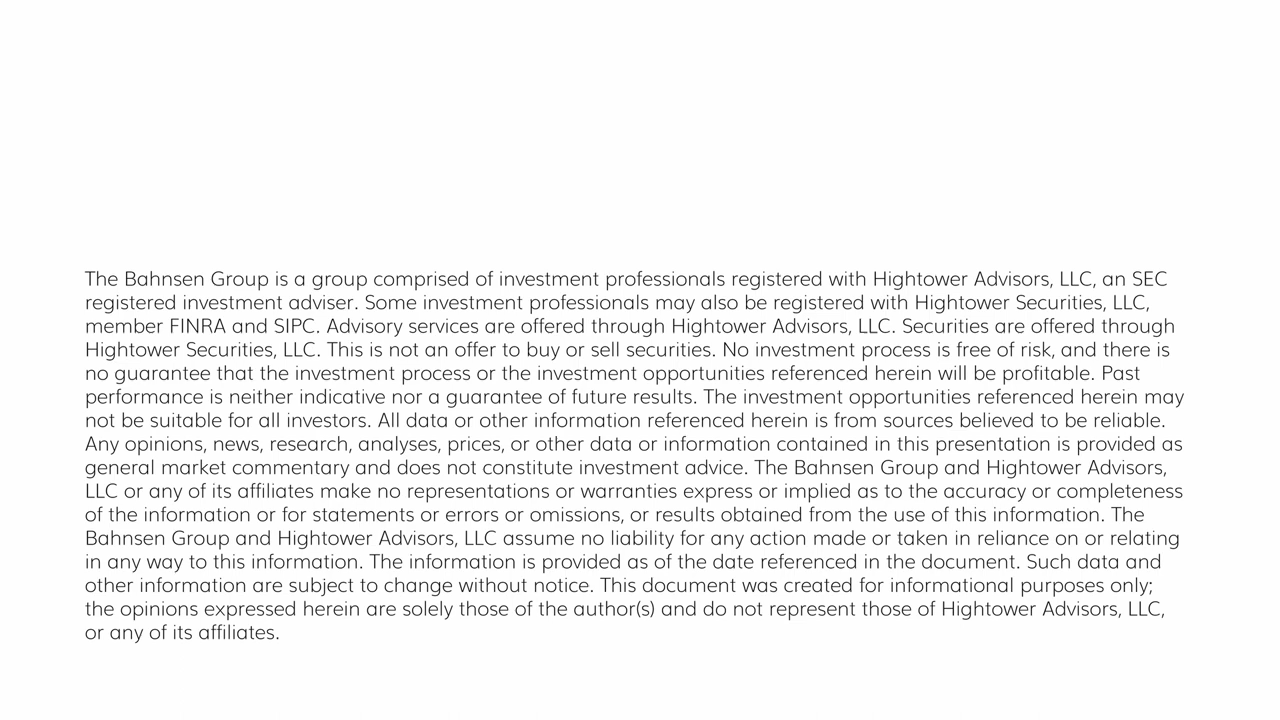 The Bahnsen Group is a group comprised of investment professionals registered with Hightower Advisors, LLC, an SEC
registered investment adviser. Some investment professionals may also be registered with Hightower Securities, LLC,
member FINRA and SIPC. Advisory services are offered through Hightower Advisors, LLC. Securities are offered through
Hightower Securities, LLC. This is not an offer to buy or sell securities. No investment process is free of risk, and there is
no guarantee that the investment process or the investment opportunities referenced herein will be profitable. Past
performance is neither indicative nor a guarantee of future results. The investment opportunities referenced herein may
not be suitable for all investors. All data or other information referenced herein is from sources believed to be reliable.
Any opinions, news, research, analyses, prices, or other data or information contained in this presentation is provided as
general market commentary and does not constitute investment advice. The Bahnsen Group and Hightower Advisors,
LLC or any of its affiliates make no representations or warranties express or implied as to the accuracy or completeness
of the information or for statements or errors or omissions, or results obtained from the use of this information. The
Bahnsen Group and Hightower Advisors, LLC assume no liability for any action made or taken in reliance on or relating
in any way to this information. The information is provided as of the date referenced in the document. Such data and
other information are subject to change without notice. This document was created for informational purposes only;
the opinions expressed herein are solely those of the author(s) and do not represent those of Hightower Advisors, LLC,
or any of its affiliates.